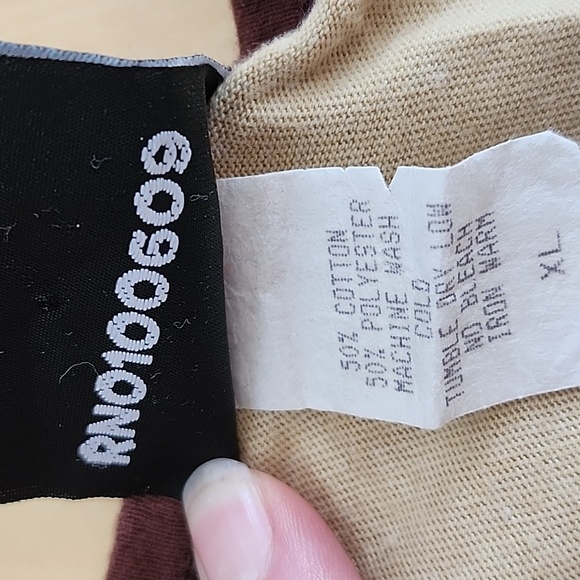 RN0100609
50% COTTON
50% POLYESTER
MACHINE WASH
COLD
TUMBLE DRY LOW
NO BLEACH
IRON WARM
XL